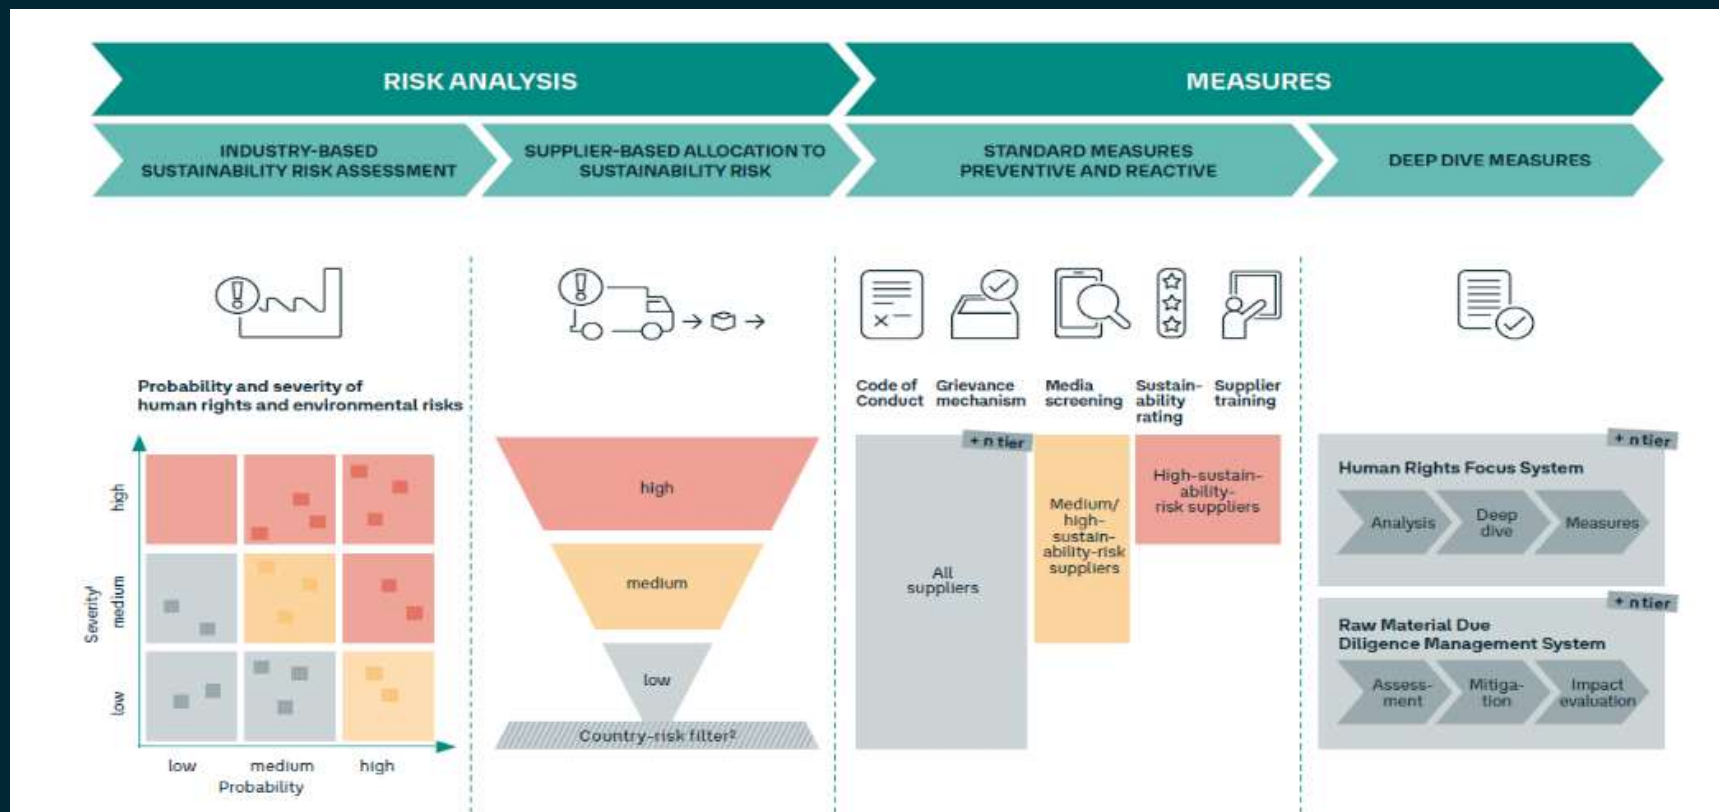 RISK ANALYSIS
MEASURES
INDUSTRY-BASED
SUSTAINABILITY RISK ASSESSMENT
SUPPLIER-BASED ALLOCATION TO
SUSTAINABILITY RISK
STANDARD MEASURES
PREVENTIVE AND REACTIVE
DEEP DIVE MEASURES
Probability and severity of
human rights and environmental risks
high
medium
low
Severity¹
low
medium
high
Probability
high
medium
low
Country-risk filter²
Code of
Conduct
Grievance
mechanism
Media
screening
Sustain-
ability
rating
Supplier
training
+ n tier
All
suppliers
Medium/
high-
sustain-
ability-risk
suppliers
High-sustain-
ability-
risk suppliers
+ n tier
Human Rights Focus System
Analysis
Deep
dive
Measures
+ n tier
Raw Material Due
Diligence Management System
Assess-
ment
Mitiga-
tion
Impact
evaluation